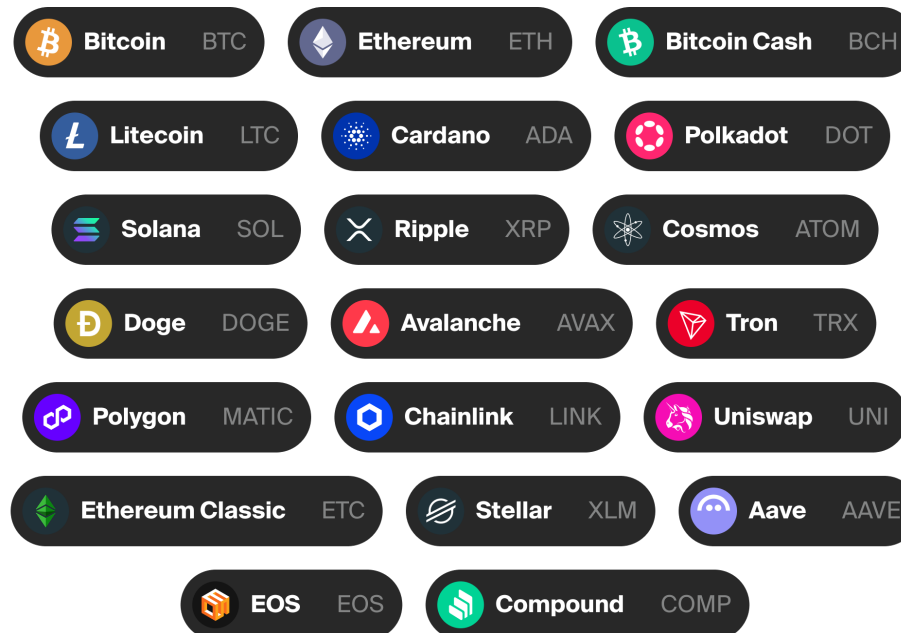 Bitcoin BTC Ethereum ETH Bitcoin Cash BCH
Litecoin LTC Cardano ADA Polkadot DOT
Solana SOL Ripple XRP Cosmos ATOM
Doge DOGE Avalanche AVAX Tron TRX
Polygon MATIC Chainlink LINK Uniswap UNI
Ethereum Classic ETC Stellar XLM Aave AAVE
EOS EOS Compound COMP